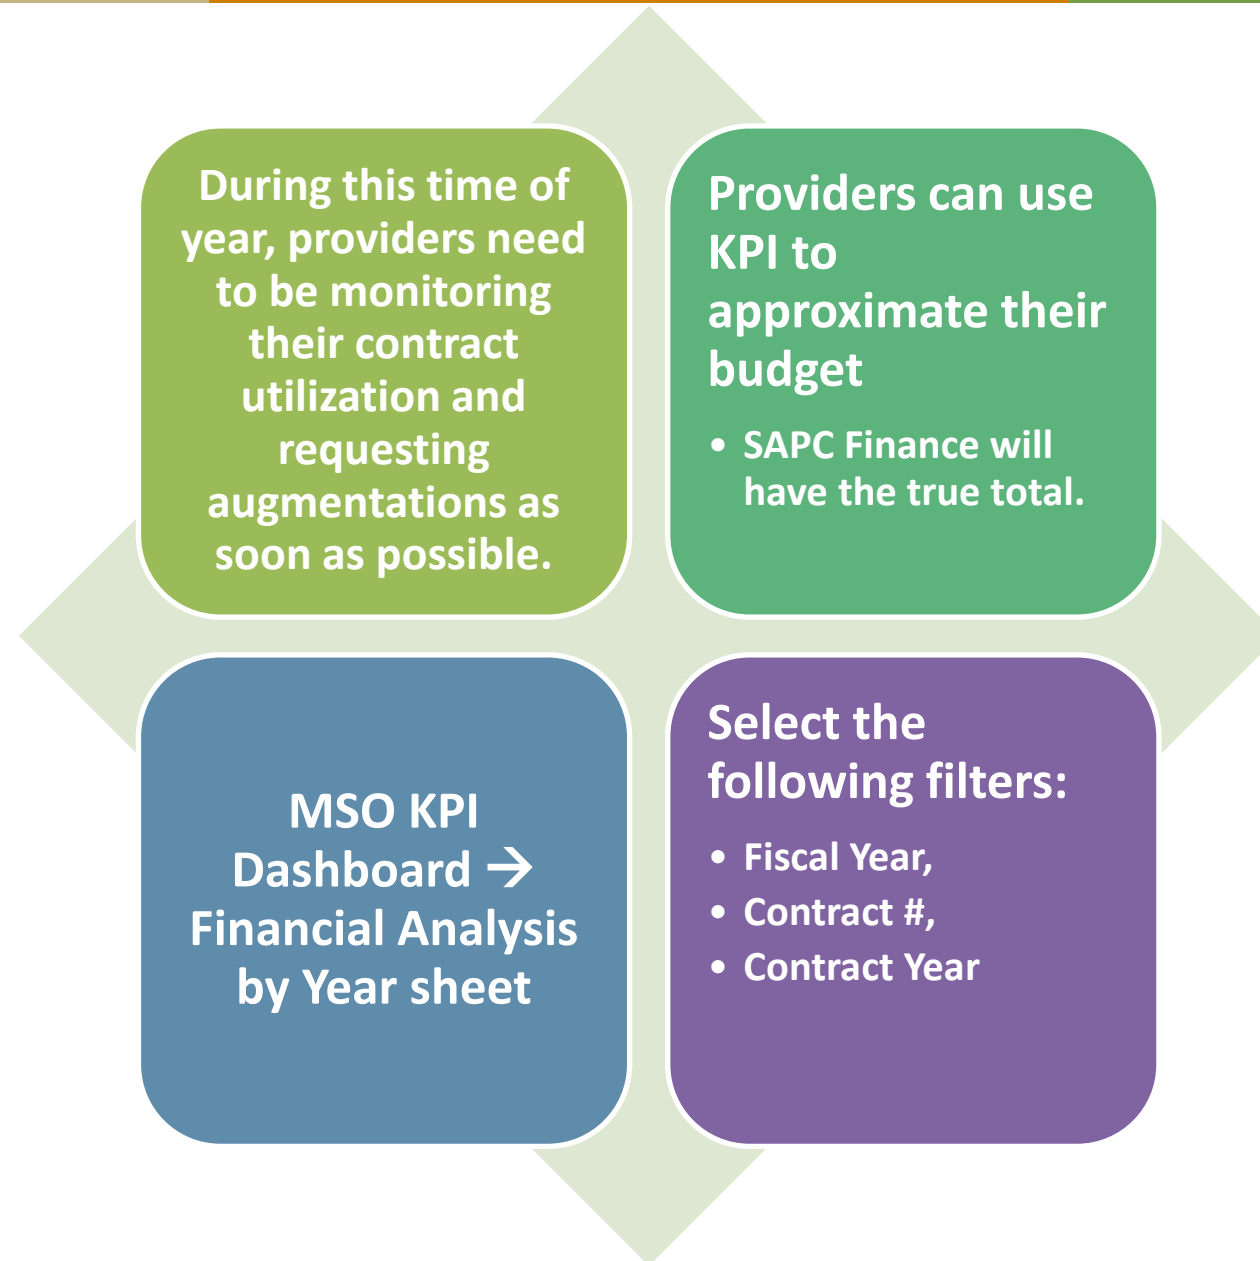 During this time of
year, providers need
to be monitoring
their contract
utilization and
requesting
augmentations as
soon as possible.
Providers can use
KPI to
approximate their
budget
• SAPC Finance will
have the true total.
MSO KPI
Dashboard →
Financial Analysis
by Year sheet
Select the
following filters:
• Fiscal Year,
• Contract #,
• Contract Year